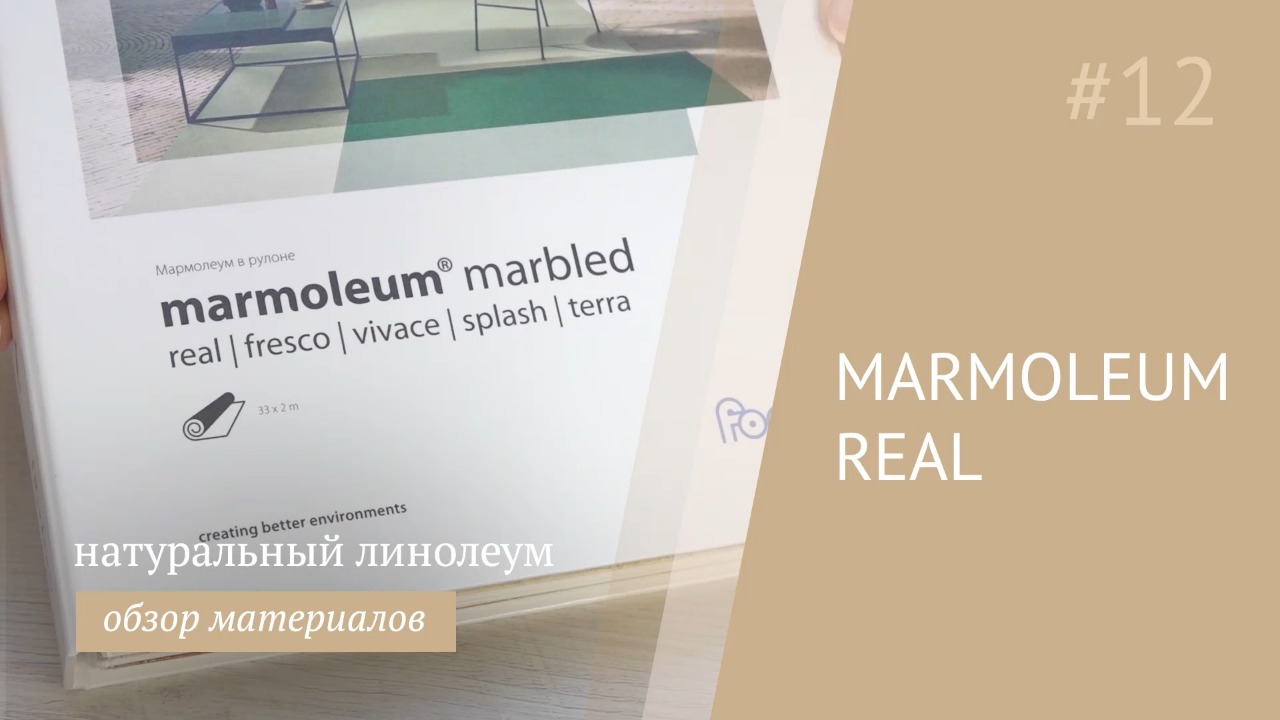 Мармолеум в рулоне
marmoleum® marbled
real | fresco | vivace | splash | terra
33 x 2 m
creating better environments
натуральный линолеум
обзор материалов
#12
MARMOLEUM
REAL